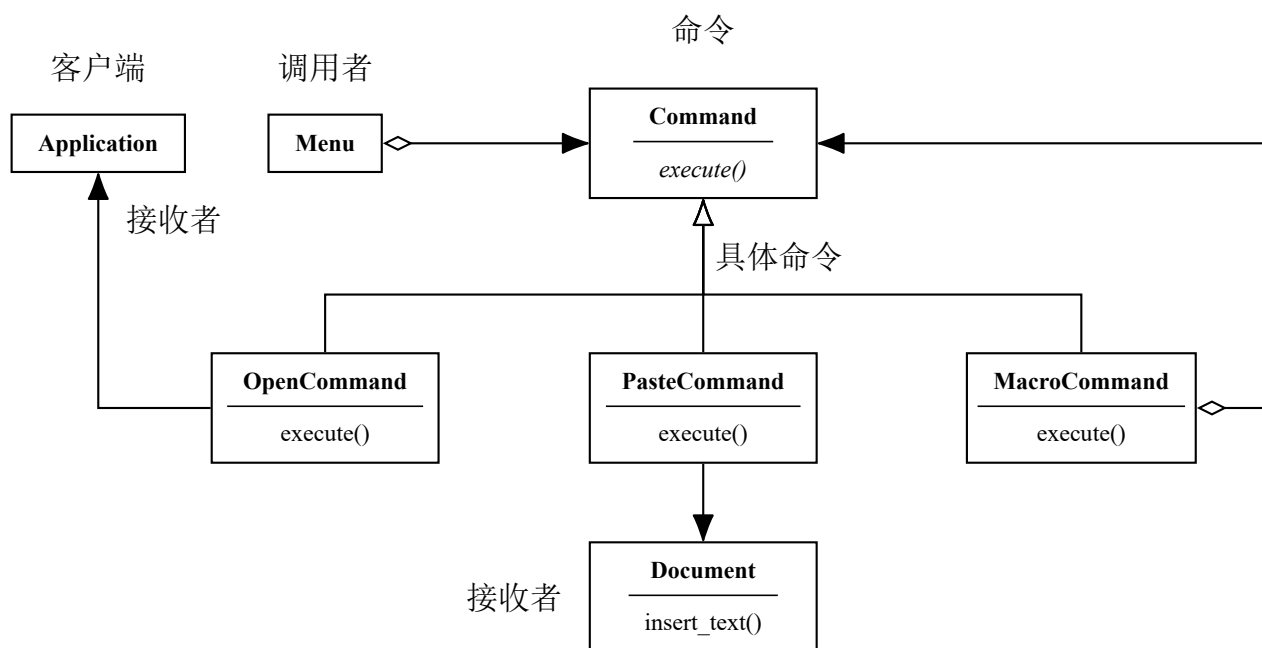 命令
客户端
调用者
Application
Menu
Command
execute()
接收者
具体命令
OpenCommand
execute()
PasteCommand
execute()
MacroCommand
execute()
接收者
Document
insert_text()